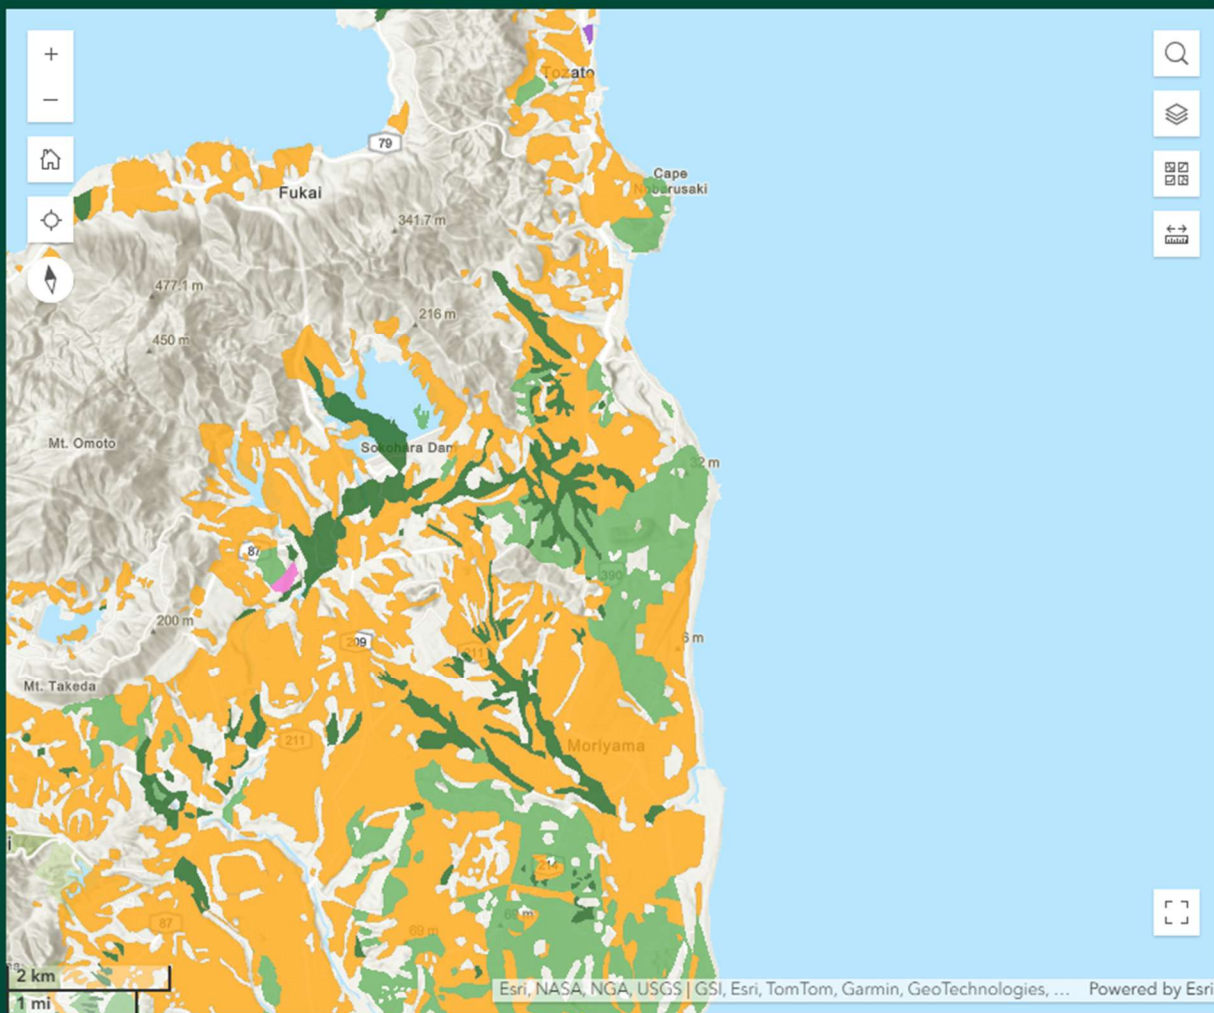 Tozato
79
Cape
Nobarusaki
Fukai
341.7 m
477.1 m
216 m
450 m
Mt. Omoto
Sokohara Dam
32 m
87
390
200 m
209
211
6 m
Mt. Takeda
211
Moriyama
i
214
87
69 m
69 m
2 km
1 mi
Esri, NASA, NGA, USGS | GSI, Esri, TomTom, Garmin, GeoTechnologies, ...
Powered by Esri